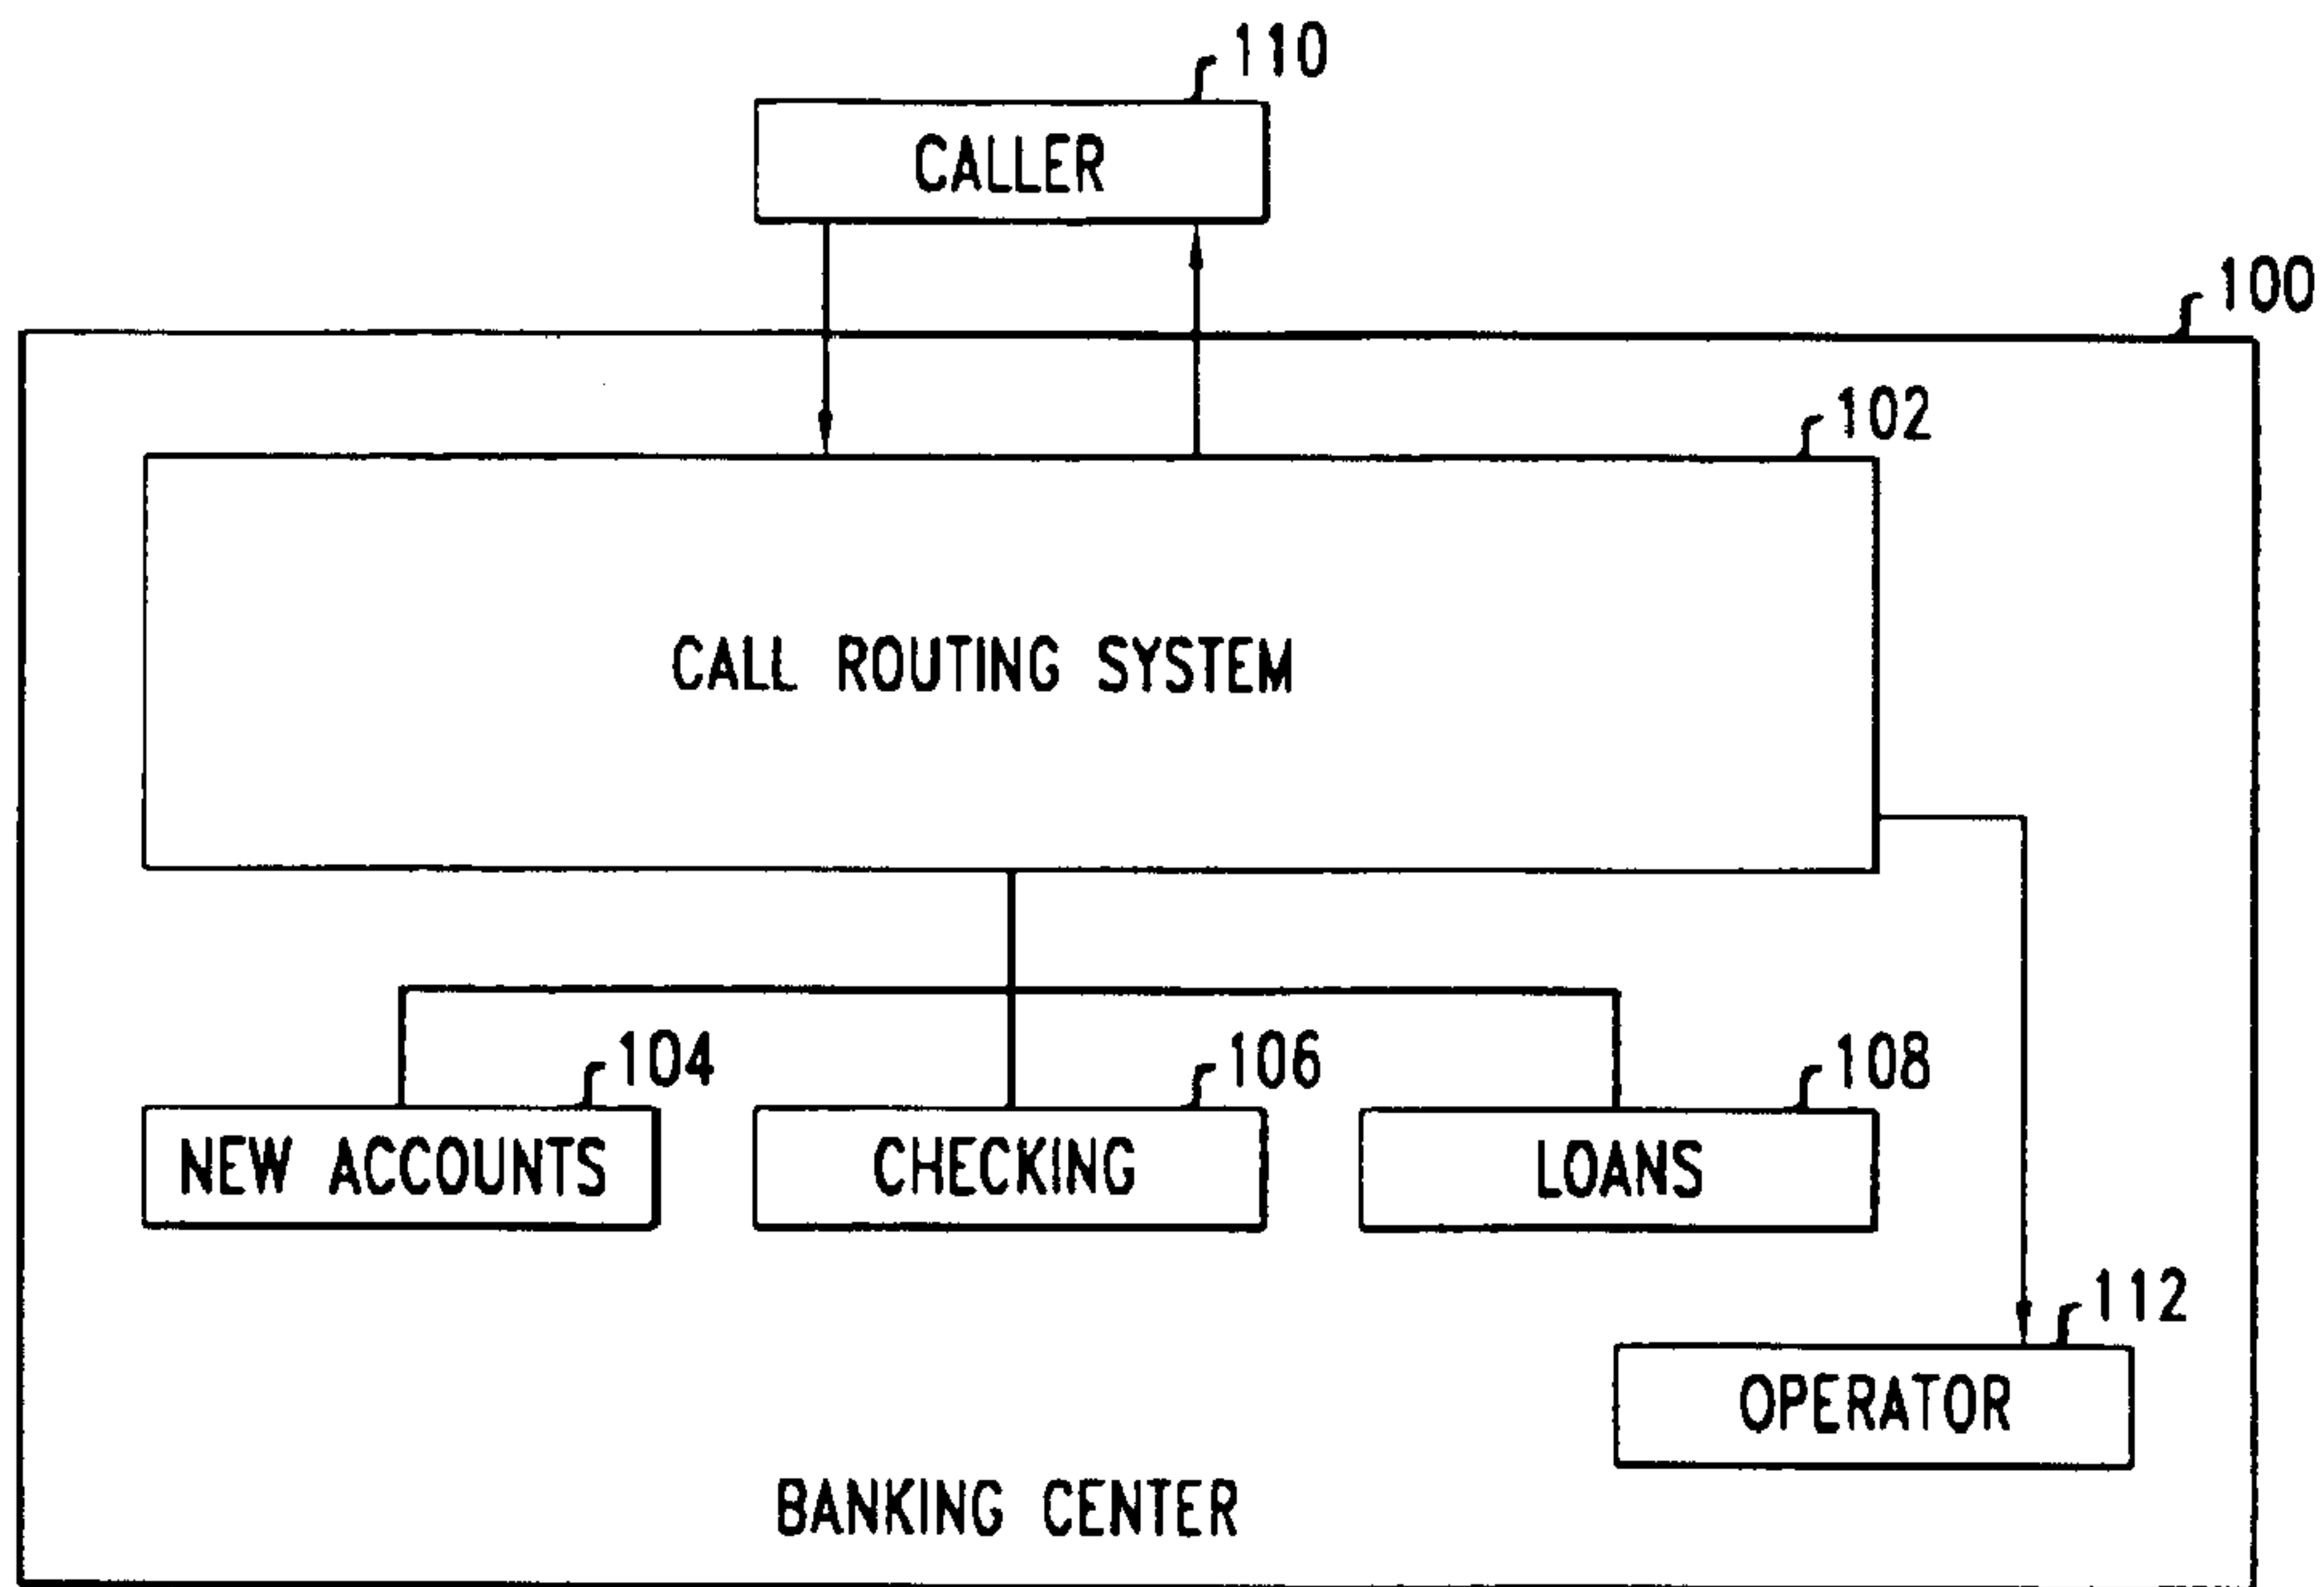 110
CALLER
100
102
CALL ROUTING SYSTEM
104
106
108
NEW ACCOUNTS
CHECKING
LOANS
112
OPERATOR
BANKING CENTER